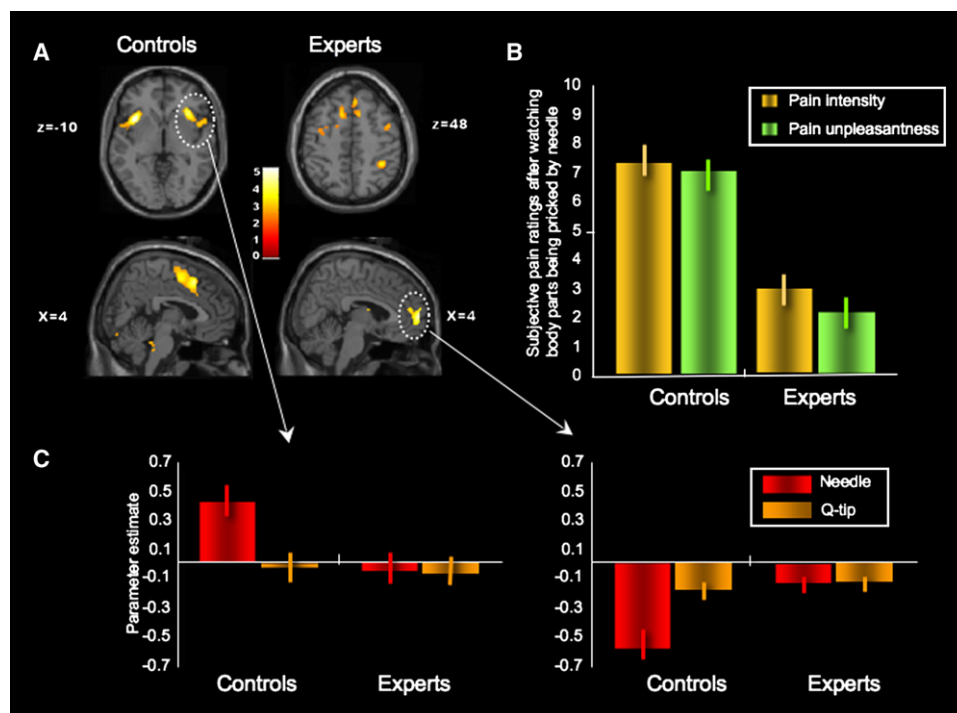 A
Controls
Experts
z=-10
z=48
5
4
3
2
1
0
X=4
X=4
B
Subjective pain ratings after watching
body parts being pricked by needle
10
9
8
7
6
5
4
3
2
1
0
Pain intensity
Pain unpleasantness
Controls
Experts
C
Parameter estimate
0.7
0.5
0.3
0.1
-0.1
-0.3
-0.5
-0.7
Controls
Experts
0.7
0.5
0.3
0.1
-0.1
-0.3
-0.5
-0.7
Needle
Q-tip
Controls
Experts